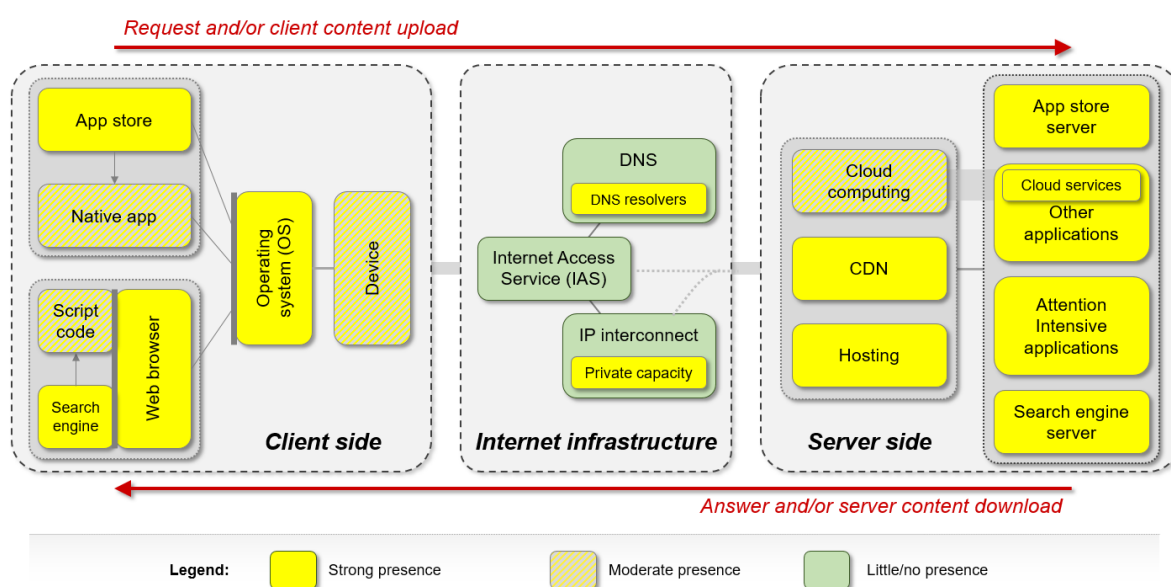 Request and/or client content upload
App store
Native app
Script
code
Search
engine
Web browser
Operating
system (OS)
Device
Client side
DNS
DNS resolvers
Internet Access
Service (IAS)
IP interconnect
Private capacity
Internet infrastructure
Cloud
computing
CDN
Hosting
Server side
App store
server
Cloud services
Other
applications
Attention
Intensive
applications
Search engine
server
Answer and/or server content download
Legend:
Strong presence
Moderate presence
Little/no presence